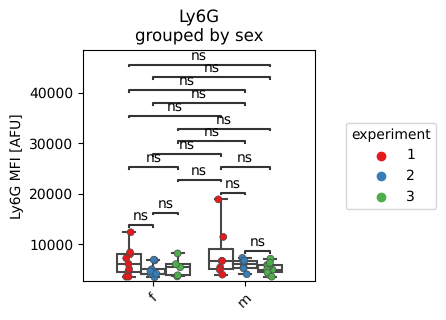 Ly6G
grouped by sex
Ly6G MFI [AFU]
40000
30000
20000
10000
ns
ns
ns
ns
ns
ns
ns
ns
ns ns
ns
ns
ns
ns
ns
f
m
experiment
1
2
3